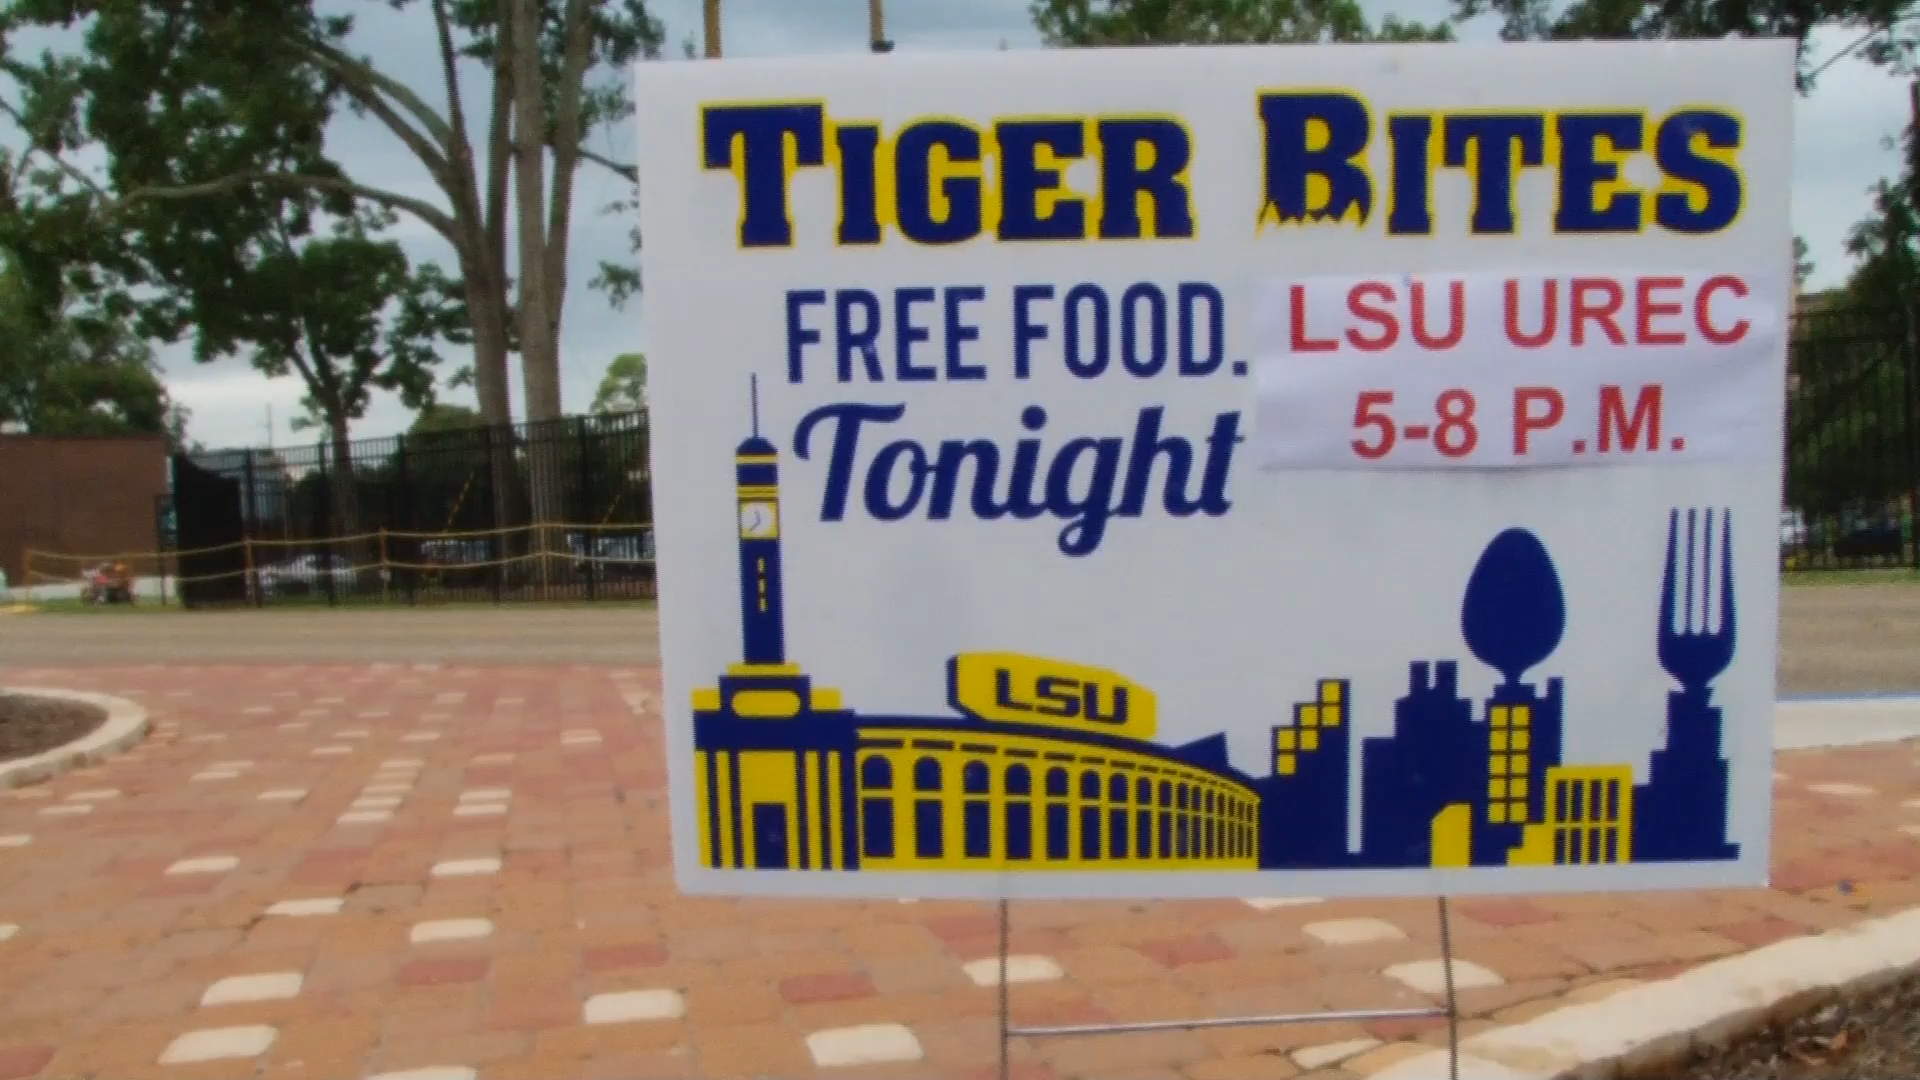 TIGER BITES
FREE FOOD.
Tonight
LSU UREC
5-8 P.M.
LSU